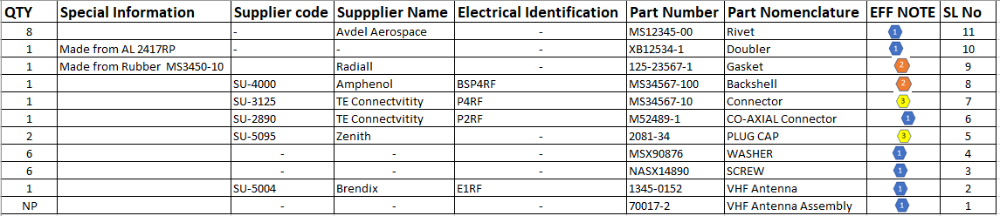 QTY Special Information Supplier code Suppplier Name Electrical Identification Part Number Part Nomenclature EFF NOTE SL No
8 - Avdel Aerospace - MS12345-00 Rivet 1 11
1 Made from AL 2417RP - - - XB12534-1 Doubler 1 10
1 Made from Rubber MS3450-10 Radiall - 125-23567-1 Gasket 2 9
1 SU-4000 Amphenol BSP4RF MS34567-100 Backshell 2 8
1 SU-3125 TE Connectvitity P4RF MS34567-10 Connector 3 7
1 SU-2890 TE Connectvitity P2RF M52489-1 CO-AXIAL Connector 1 6
2 SU-5095 Zenith - 2081-34 PLUG CAP 3 5
6 - - - MSX90876 WASHER 1 4
6 - - - NASX14890 SCREW 1 3
1 SU-5004 Brendix E1RF 1345-0152 VHF Antenna 1 2
NP - - - 70017-2 VHF Antenna Assembly 1 1